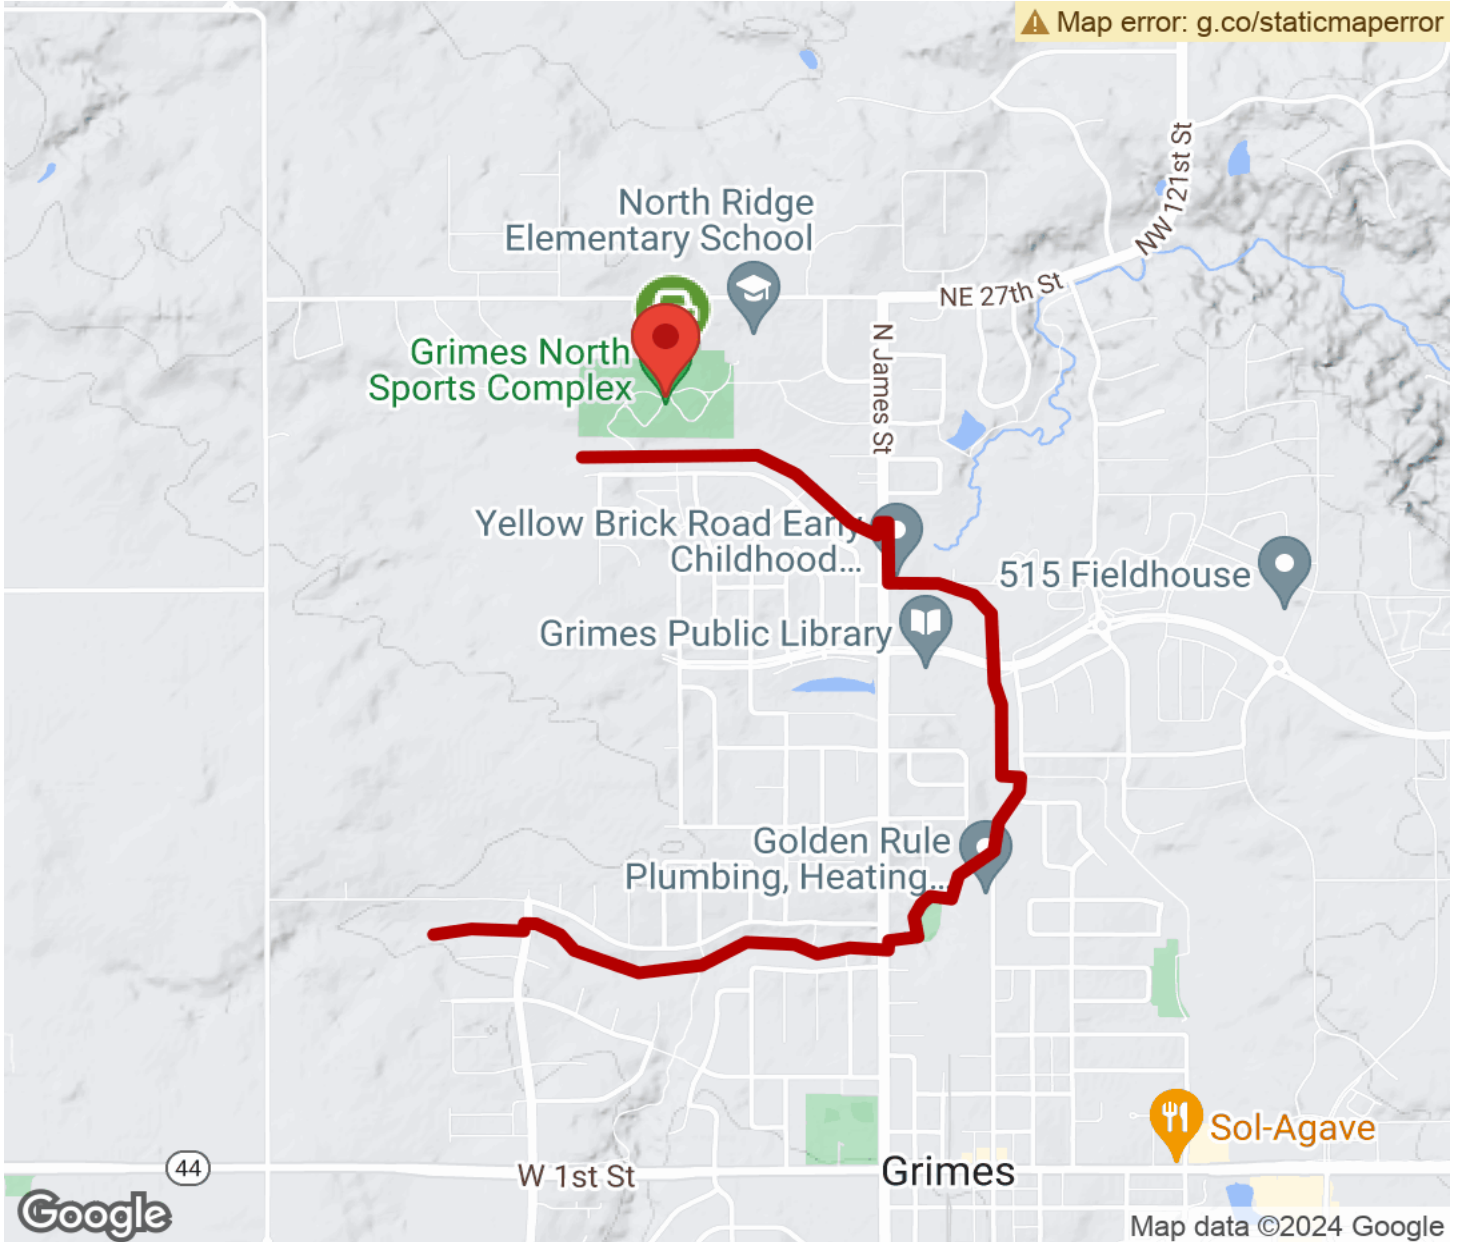 Map error: g.co/staticmaperror
NW 121st St
North Ridge
Elementary School
NE 27th St
Grimes North
Sports Complex
N James St
Yellow Brick Road Early
Childhood...
515 Fieldhouse
Grimes Public Library
Golden Rule
Plumbing, Heating...
Sol-Agave
44
W 1st St
Grimes
Google
Map data ©2024 Google